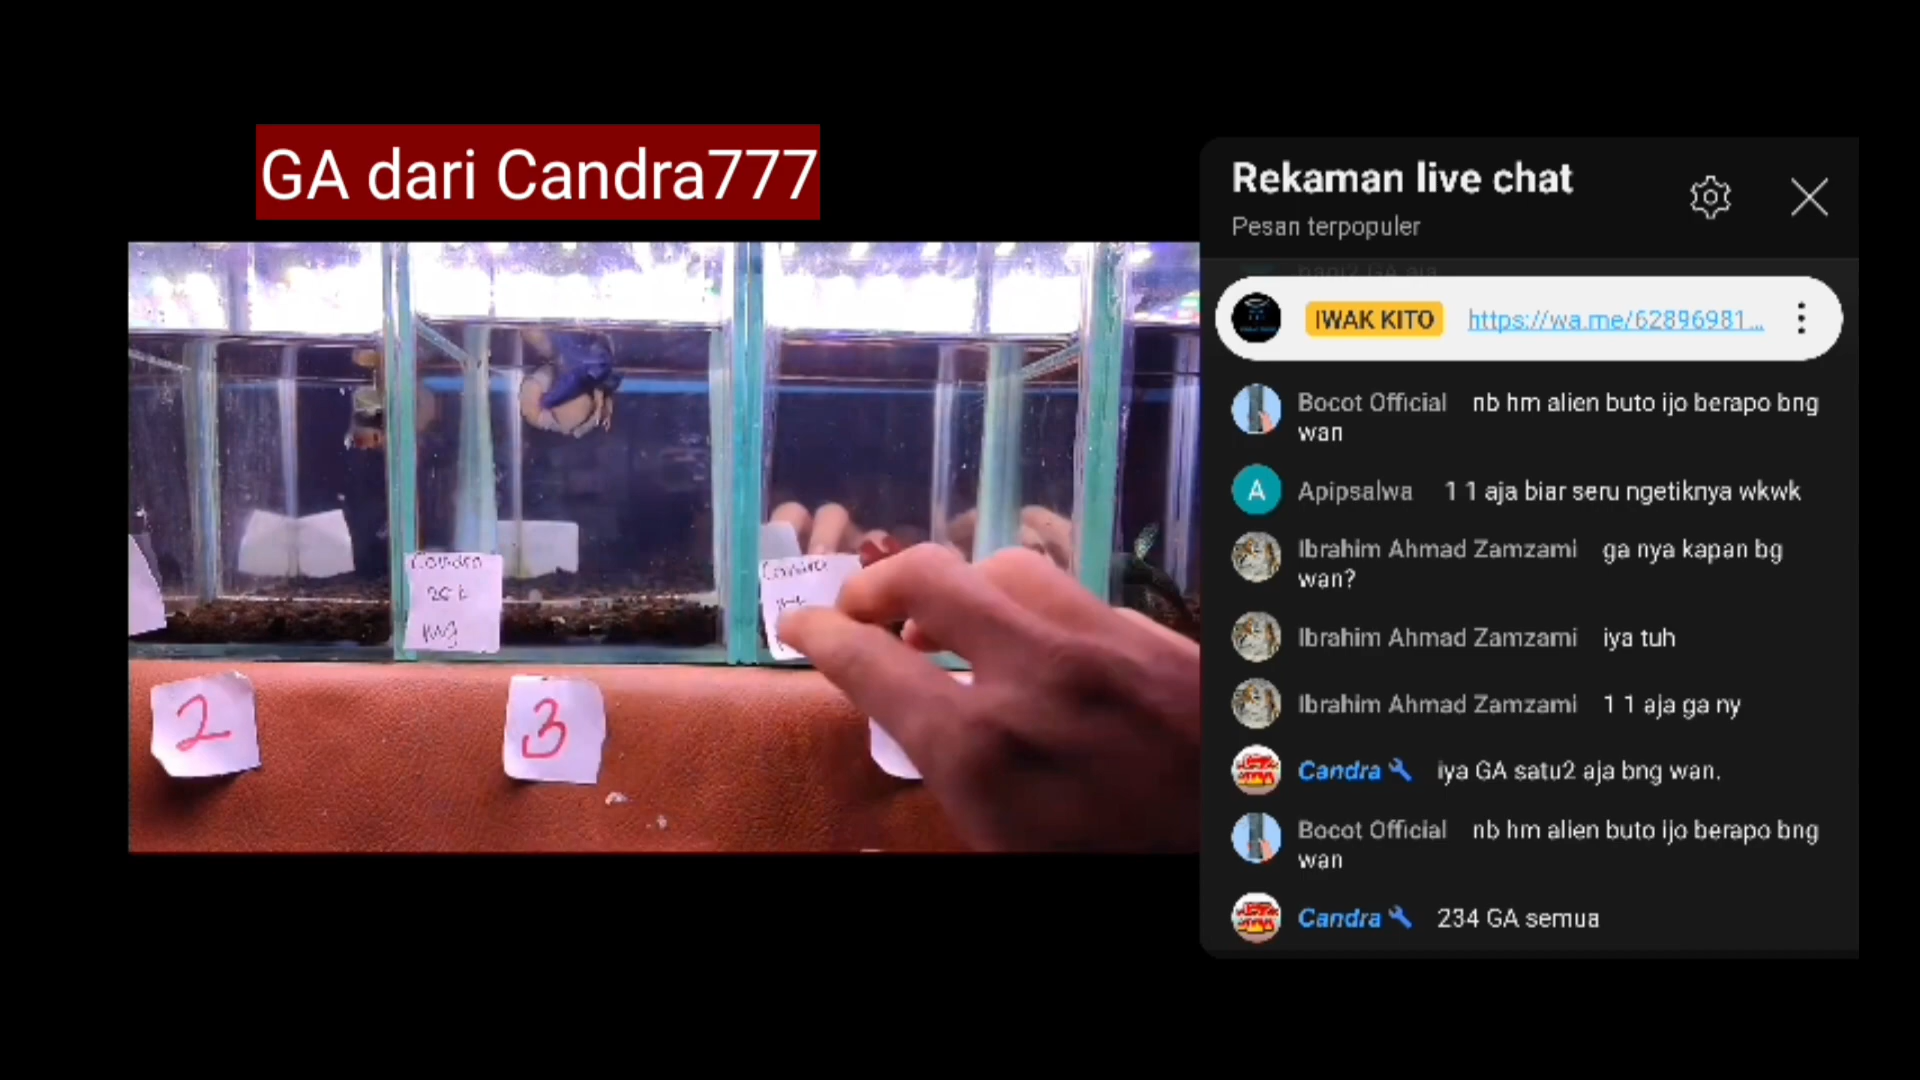 GA dari Candra777
Rekaman live chat
Pesan terpopuler
IWAK KITO https://wa.me/62896981...
Bocot Official nb hm alien buto ijo berapo bng
wan
Apipsalwa 1 1 aja biar seru ngetiknya wkwk
Ibrahim Ahmad Zamzami ga nya kapan bg
wan?
Ibrahim Ahmad Zamzami iya tuh
Ibrahim Ahmad Zamzami 1 1 aja ga ny
Candra iya GA satu2 aja bng wan.
Bocot Official nb hm alien buto ijo berapo bng
wan
Candra 234 GA semua
A
Candra
Candra
2
3